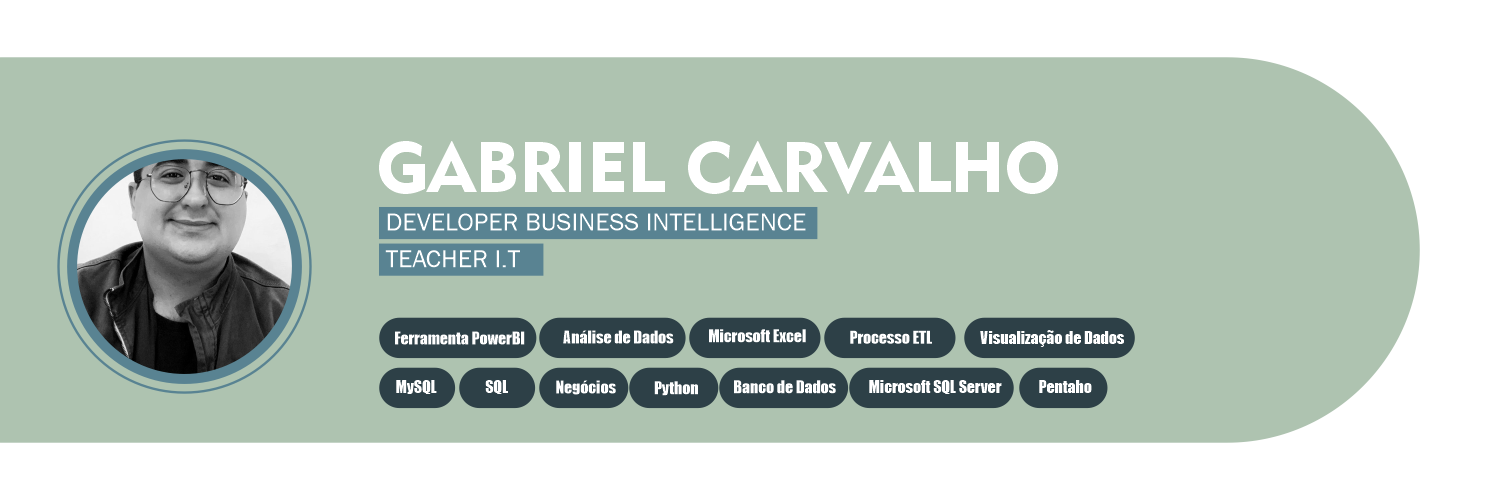 GABRIEL CARVALHO
DEVELOPER BUSINESS INTELLIGENCE
TEACHER I.T
Ferramenta PowerBI Análise de Dados Microsoft Excel Processo ETL Visualização de Dados
MySQL SQL Negócios Python Banco de Dados Microsoft SQL Server Pentaho